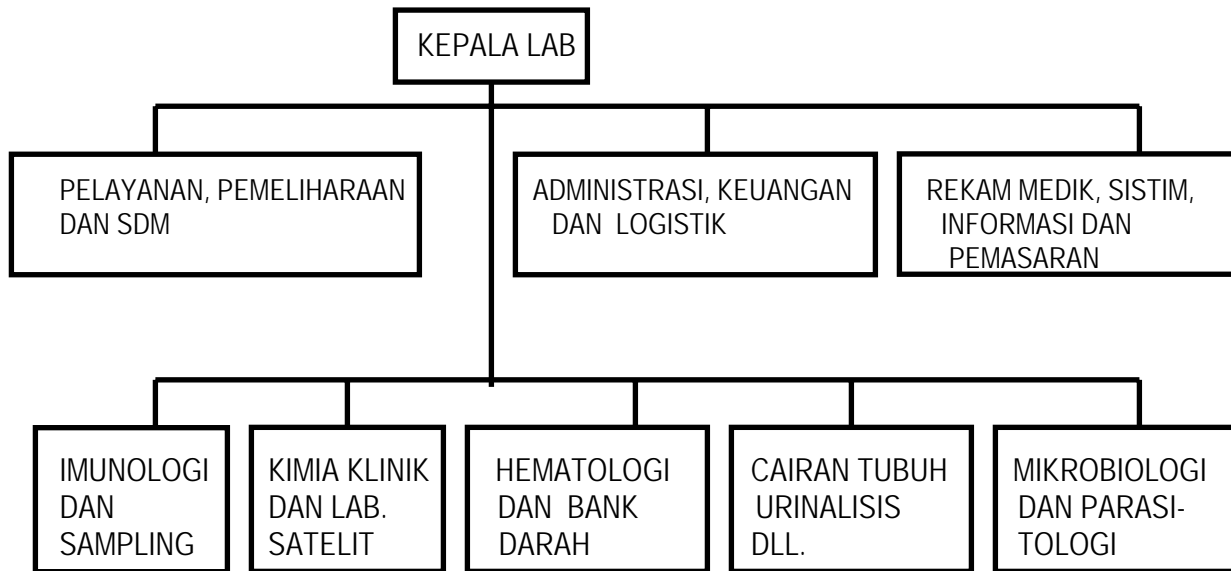 KEPALA LAB
PELAYANAN, PEMELIHARAAN
DAN SDM
ADMINISTRASI, KEUANGAN
DAN LOGISTIK
REKAM MEDIK, SISTIM,
INFORMASI DAN
PEMASARAN
IMUNOLOGI
DAN
SAMPLING
KIMIA KLINIK
DAN LAB.
SATELIT
HEMATOLOGI
DAN BANK
DARAH
CAIRAN TUBUH
URINALISIS
DLL.
MIKROBIOLOGI
DAN PARASI-
TOLOGI